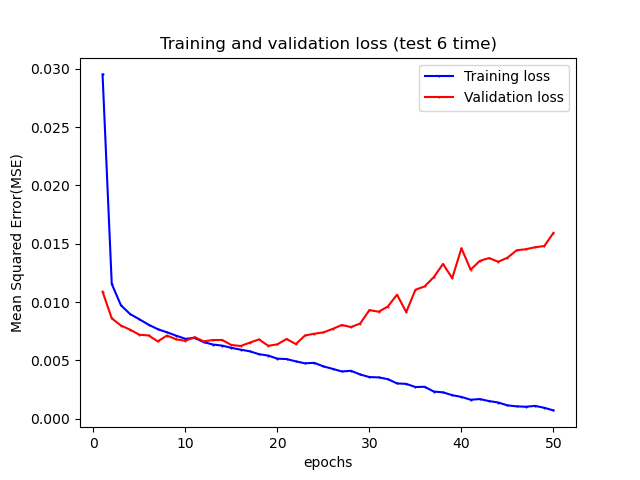 Training and validation loss (test 6 time)
Training loss
Validation loss
Mean Squared Error(MSE)
0.030
0.025
0.020
0.015
0.010
0.005
0.000
0 10 20 30 40 50
epochs